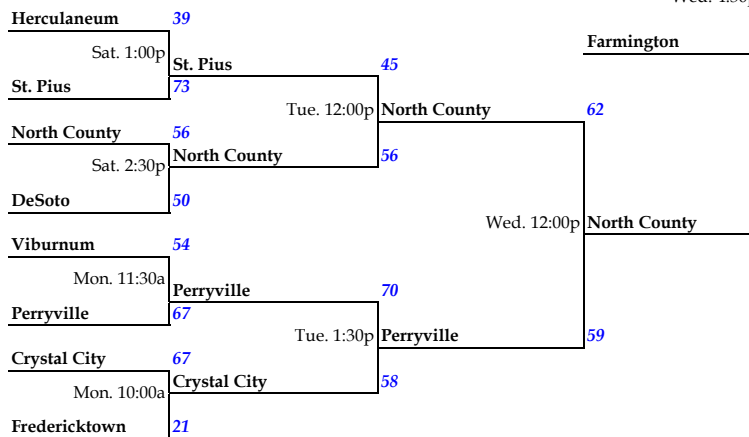 Wed. 4:30p
Herculaneum 39
Farmington
Sat. 1:00p
St. Pius 45
St. Pius 73
Tue. 12:00p North County 62
North County 56
North County 56
Sat. 2:30p
DeSoto 50
Wed. 12:00p North County
Viburnum 54
Mon. 11:30a
Perryville 70
Perryville 67
Tue. 1:30p Perryville 59
Crystal City 67
Crystal City 58
Mon. 10:00a
Fredericktown 21